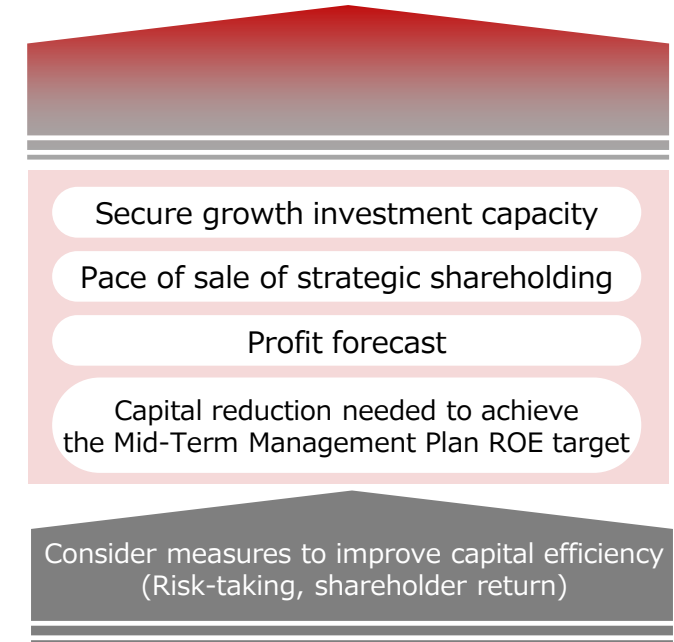 Secure growth investment capacity
Pace of sale of strategic shareholding
Profit forecast
Capital reduction needed to achieve
the Mid-Term Management Plan ROE target
Consider measures to improve capital efficiency
(Risk-taking, shareholder return)